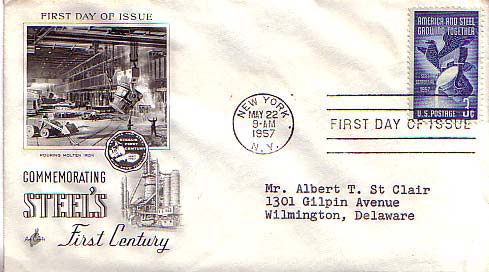 FIRST DAY OF ISSUE
POURING MOLTEN IRON
COMMEMORATING
STEEL'S
First Century
NEW YORK
MAY 22
9-AM
1957
N.Y.
AMERICA AND STEEL
GROWING TOGETHER
1957
U.S. POSTAGE 3¢
FIRST DAY OF ISSUE
Mr. Albert T. St Clair
1301 Gilpin Avenue
Wilmington, Delaware